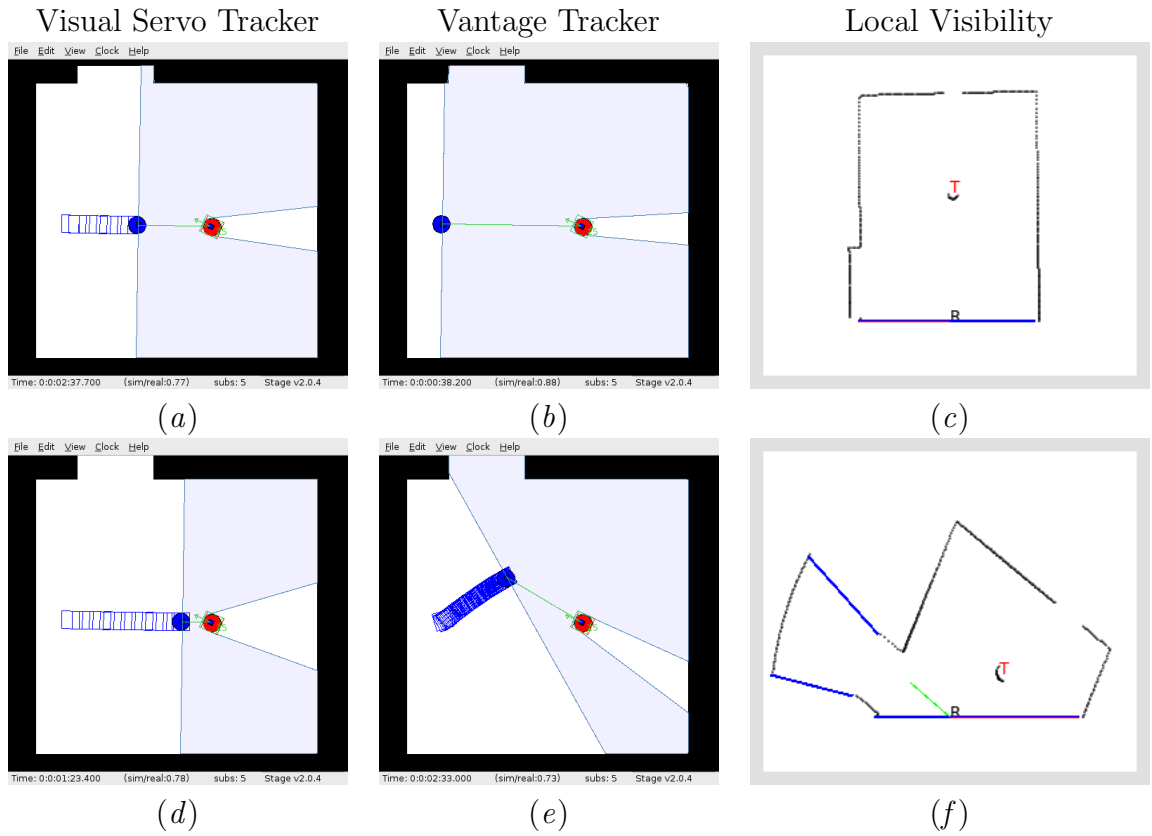 Visual Servo Tracker Vantage Tracker Local Visibility
File Edit View Clock Help File Edit View Clock Help
T
R
Time: 0:0:02:37.700 (sim/real:0.77) subs: 5 Stage v2.0.4 Time: 0:0:00:38.200 (sim/real:0.88) subs: 5 Stage v2.0.4
(a) (b) (c)
File Edit View Clock Help File Edit View Clock Help
T
R
Time: 0:0:01:23.400 (sim/real:0.78) subs: 5 Stage v2.0.4 Time: 0:0:02:33.000 (sim/real:0.73) subs: 5 Stage v2.0.4
(d) (e) (f)